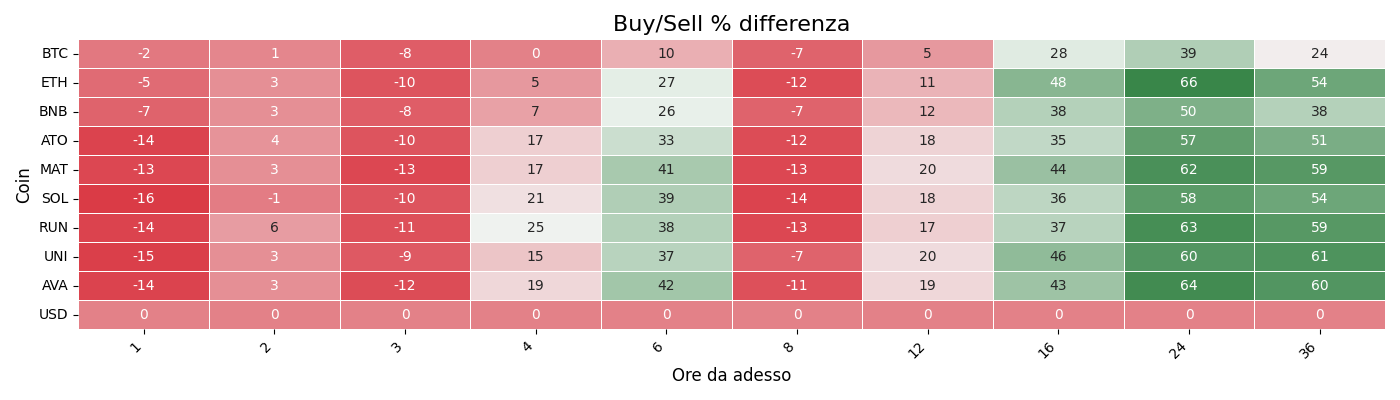 Buy/Sell % differenza
Coin
BTC -2 1 -8 0 10 -7 5 28 39 24
ETH -5 3 -10 5 27 -12 11 48 66 54
BNB -7 3 -8 7 26 -7 12 38 50 38
ATO -14 4 -10 17 33 -12 18 35 57 51
MAT -13 3 -13 17 41 -13 20 44 62 59
SOL -16 -1 -10 21 39 -14 18 36 58 54
RUN -14 6 -11 25 38 -13 17 37 63 59
UNI -15 3 -9 15 37 -7 20 46 60 61
AVA -14 3 -12 19 42 -11 19 43 64 60
USD 0 0 0 0 0 0 0 0 0 0
1 2 3 4 6 8 12 16 24 36
Ore da adesso